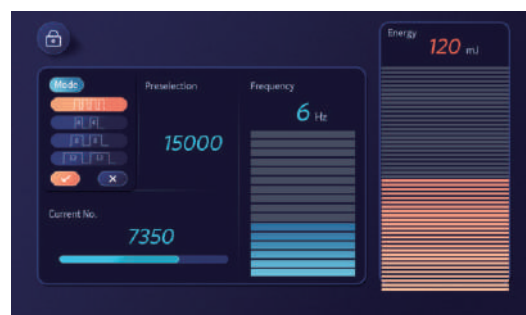 Energy
120 mJ
Mode
Preselection
15000
Frequency
6 Hz
Current No.
7350